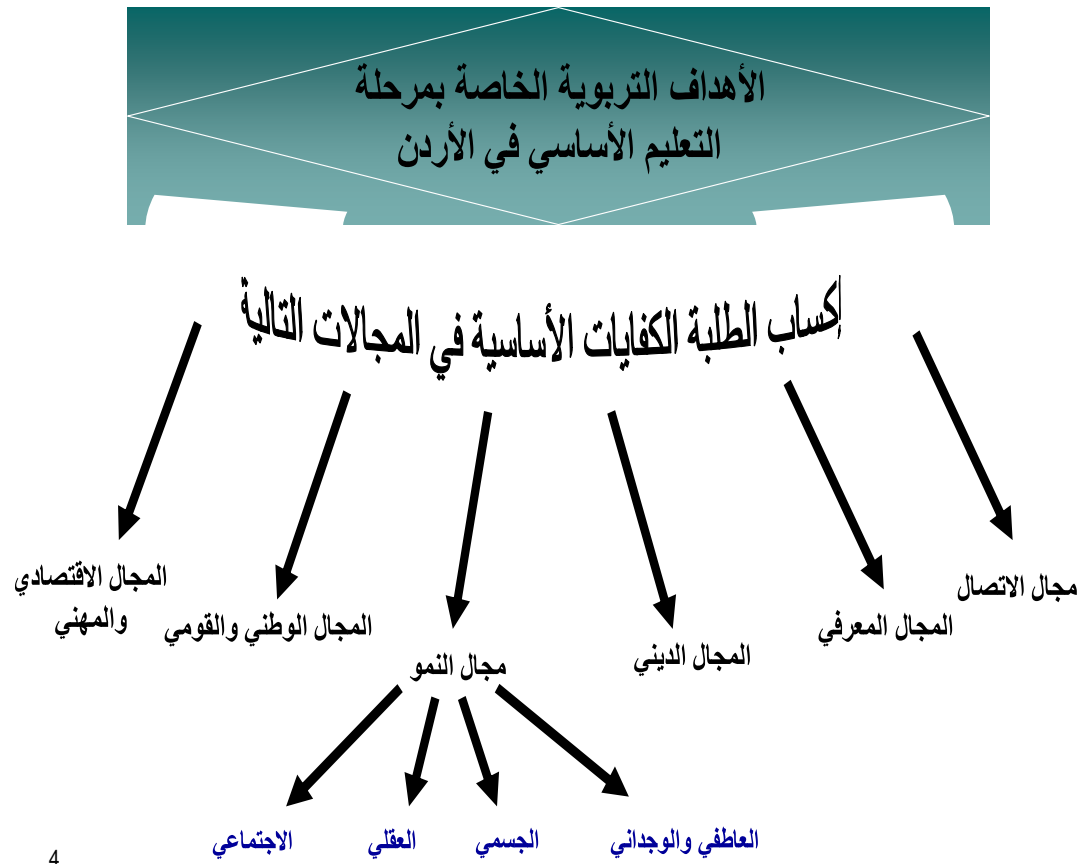 الأهداف التربوية الخاصة بمرحلة
التعليم الأساسي في الأردن
إكساب الطلبة الكفايات الأساسية في المجالات التالية
مجال الاتصال
المجال المعرفي
المجال الديني
مجال النمو
المجال الوطني والقومي
المجال الاقتصادي
والمهني
العاطفي والوجداني
الجسمي
العقلي
الاجتماعي
4